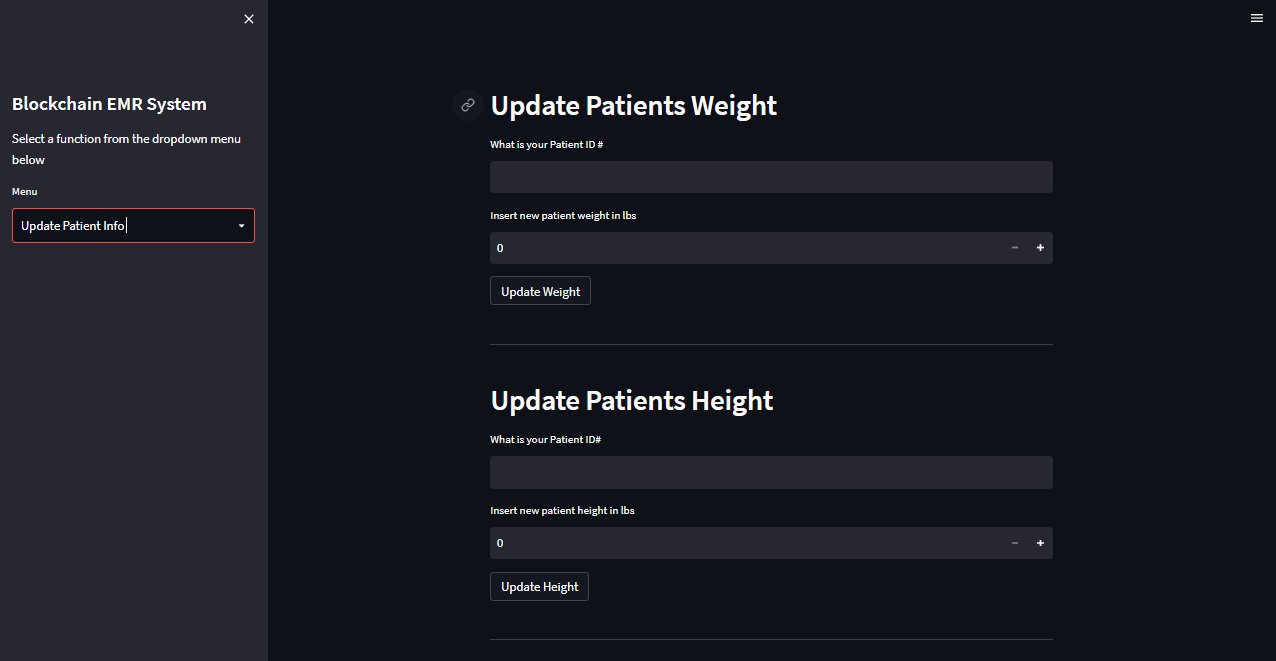 Blockchain EMR System
Select a function from the dropdown menu
below
Menu
Update Patient Info
Update Patients Weight
What is your Patient ID #
Insert new patient weight in lbs
0
Update Weight
Update Patients Height
What is your Patient ID#
Insert new patient height in lbs
0
Update Height